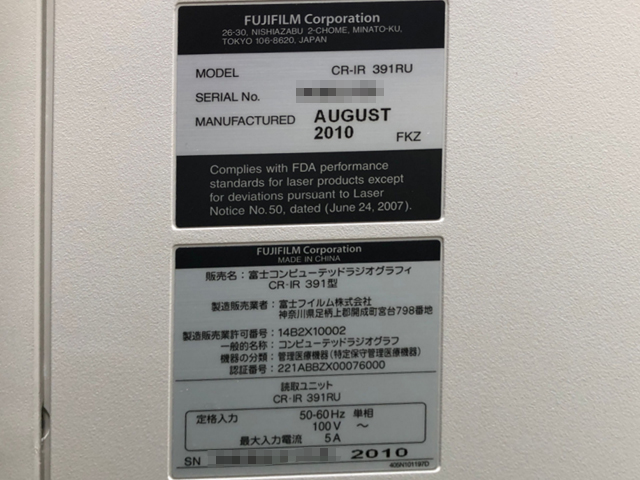 FUJIFILM Corporation
26-30, NISHIAZABU 2-CHOME, MINATO-KU,
TOKYO 106-8620, JAPAN
MODEL CR-IR 391RU
SERIAL No.
MANUFACTURED AUGUST
2010 FKZ
Complies with FDA performance
standards for laser products except
for deviations pursuant to Laser
Notice No.50, dated (June 24, 2007).
FUJIFILM Corporation
MADE IN CHINA
販売名：富士コンピューテッドラジオグラフィ
CR-IR 391型
製造販売業者：富士フイルム株式会社
神奈川県足柄上郡開成町宮台798番地
製造販売業許可番号：14B2X10002
一般的名称：コンピューテッドラジオグラフ
機器の分類：管理医療機器(特定保守管理医療機器)
認証番号：221ABBZX00076000
読取ユニット
CR-IR 391RU
定格入力 50-60Hz 単相
100V ～
最大入力電流 5A
SN 2010
405N101197D